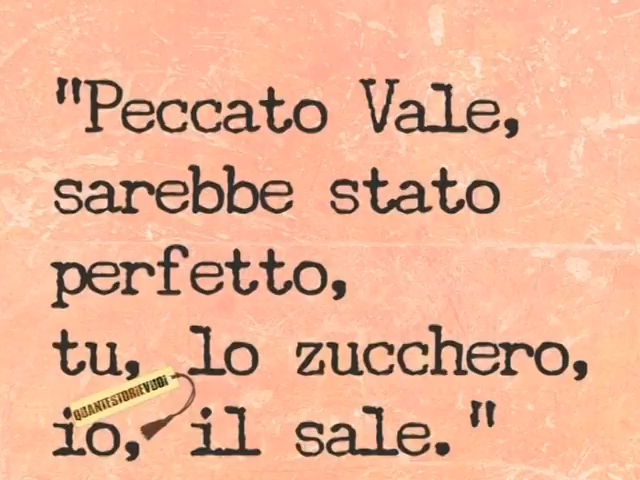 "Peccato Vale,
sarebbe stato
perfetto,
tu, lo zucchero,
QUANTESTORIEVUOI
io, il sale."